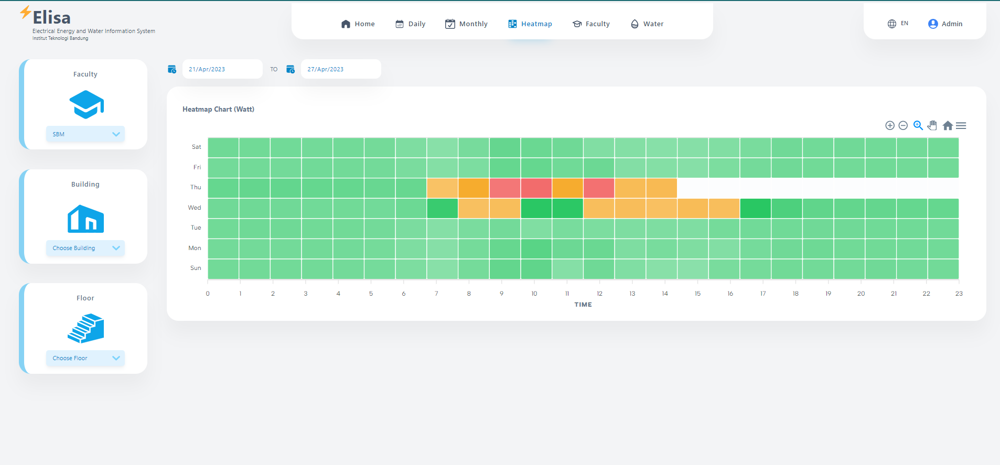 Elisa
Electrical Energy and Water Information System
Institut Teknologi Bandung
Home
Daily
Monthly
Heatmap
Faculty
Water
EN
Admin
Faculty
SBM
Building
Choose Building
Floor
Choose Floor
21/Apr/2023 TO 27/Apr/2023
Heatmap Chart (Watt)
Sat
Fri
Thu
Wed
Tue
Mon
Sun
0 1 2 3 4 5 6 7 8 9 10 11 12 13 14 15 16 17 18 19 20 21 22 23
TIME